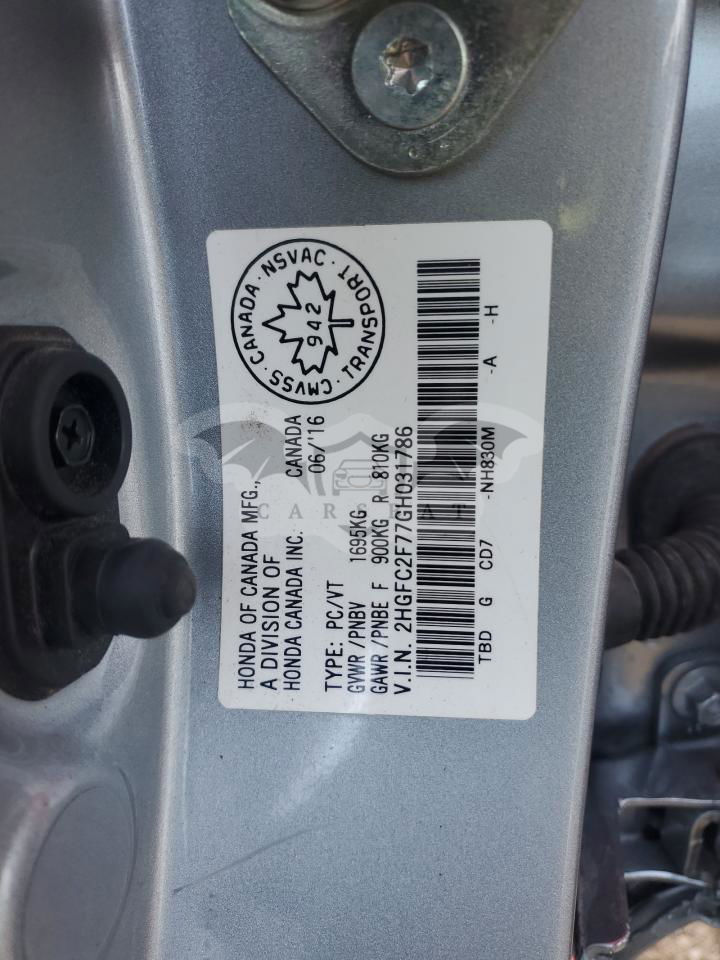 HONDA OF CANADA MFG.,
A DIVISION OF
HONDA CANADA INC. CANADA
TYPE: PC/VT 06/'16
GVWR/PNBV 1695KG
GAWR/PNBE F 900KG R 810KG
V.I.N. 2HGFC2F77GH031786
TBD G CD7 -NH830M -A -H
CMVSS · CANADA · NSVAC · TRANSPORT ·
942
CARSBAT